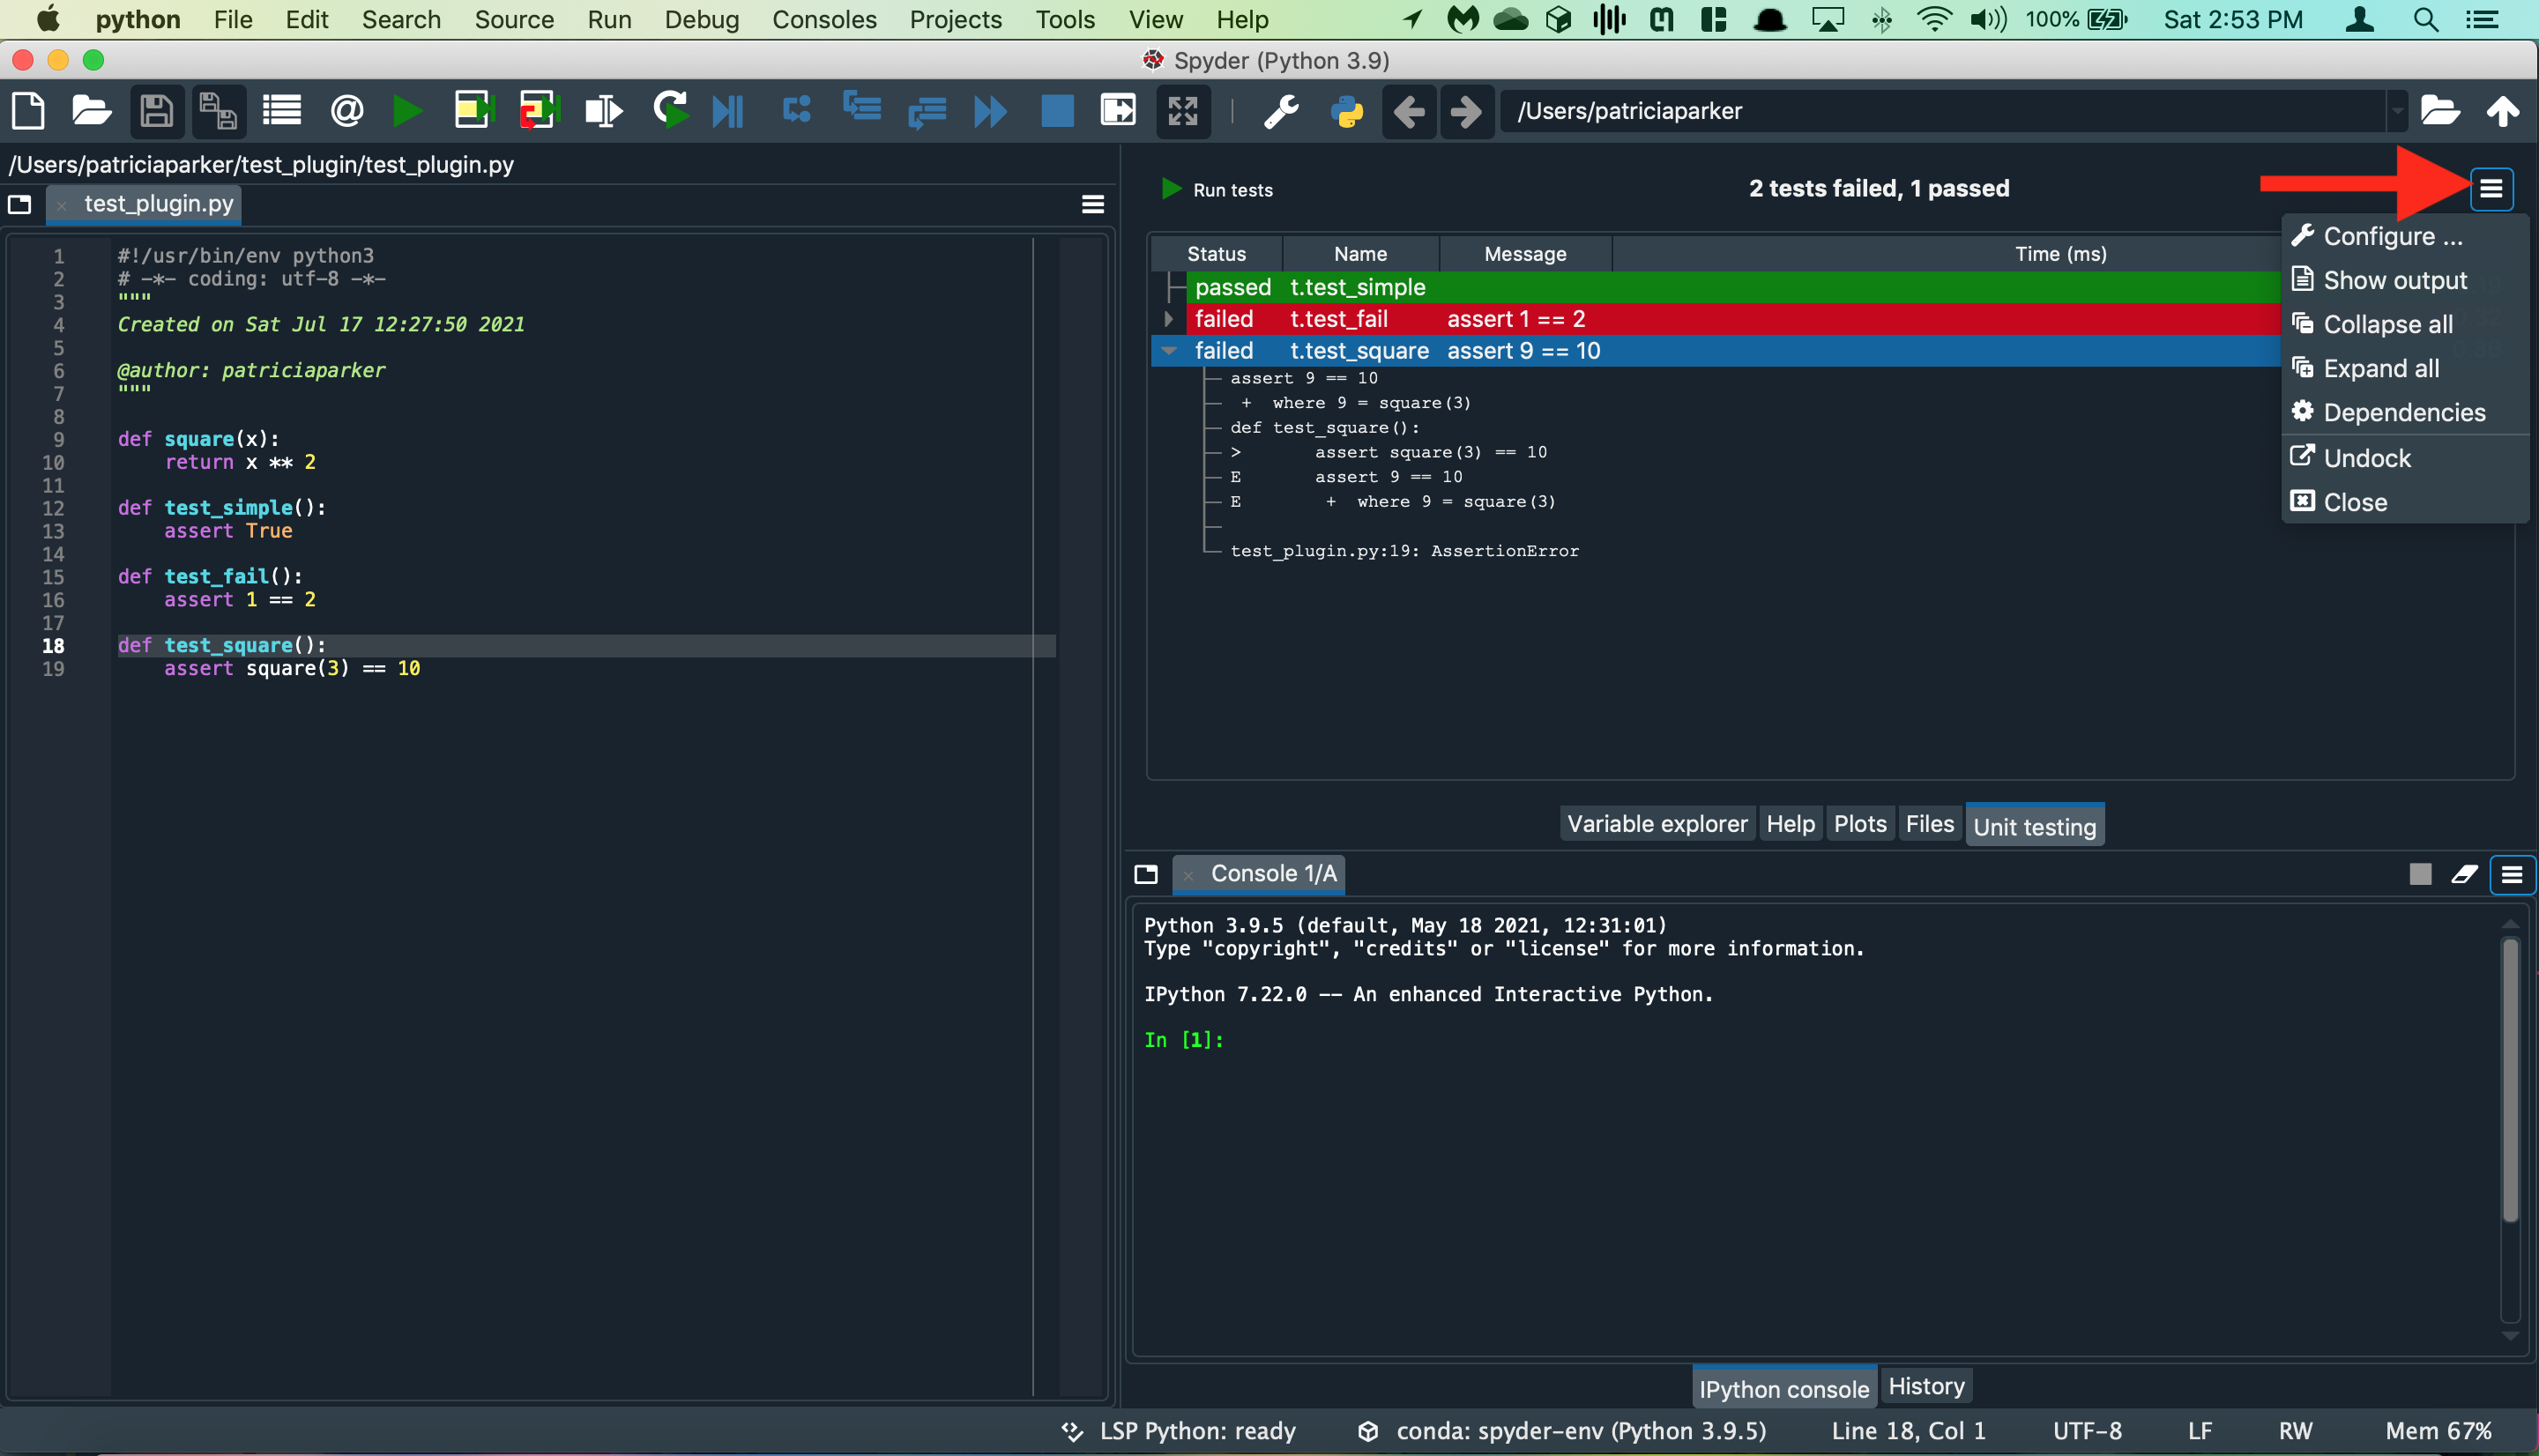 python File Edit Search Source Run Debug Consoles Projects Tools View Help 100% Sat 2:53 PM
Spyder (Python 3.9)
/Users/patriciaparker
/Users/patriciaparker/test_plugin/test_plugin.py
test_plugin.py
1 #!/usr/bin/env python3
2 # -*- coding: utf-8 -*-
3 """
4 Created on Sat Jul 17 12:27:50 2021
5
6 @author: patriciaparker
7 """
8
9 def square(x):
10 return x ** 2
11
12 def test_simple():
13 assert True
14
15 def test_fail():
16 assert 1 == 2
17
18 def test_square():
19 assert square(3) == 10
Run tests
2 tests failed, 1 passed
Status Name Message Time (ms)
passed t.test_simple
failed t.test_fail assert 1 == 2
failed t.test_square assert 9 == 10
assert 9 == 10
+ where 9 = square(3)
def test_square():
> assert square(3) == 10
E assert 9 == 10
E + where 9 = square(3)
test_plugin.py:19: AssertionError
Configure ...
Show output
Collapse all
Expand all
Dependencies
Undock
Close
Variable explorer Help Plots Files Unit testing
Console 1/A
Python 3.9.5 (default, May 18 2021, 12:31:01)
Type "copyright", "credits" or "license" for more information.
IPython 7.22.0 -- An enhanced Interactive Python.
In [1]:
IPython console History
LSP Python: ready conda: spyder-env (Python 3.9.5) Line 18, Col 1 UTF-8 LF RW Mem 67%